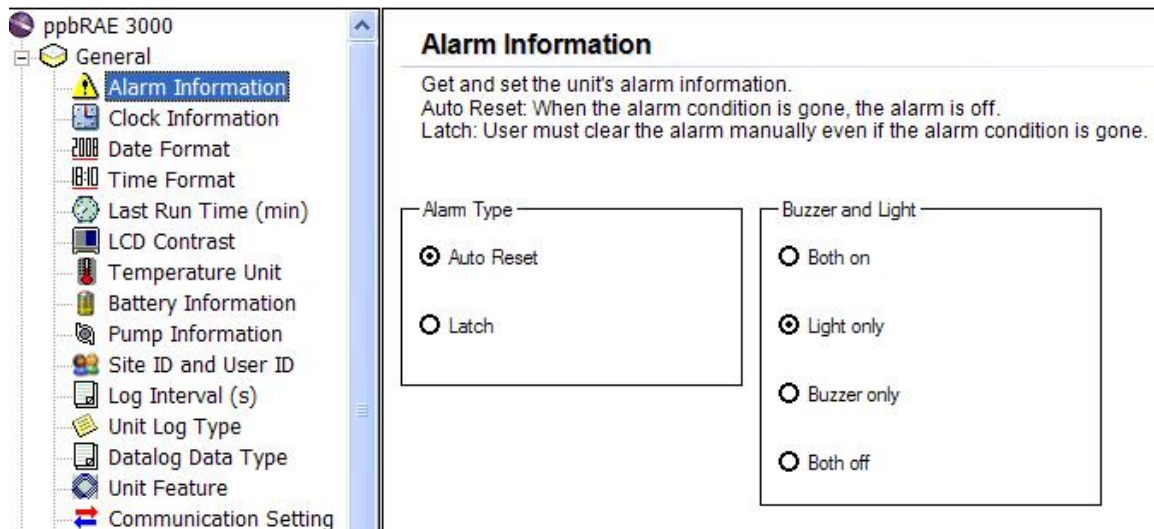 ppbRAE 3000
General
Alarm Information
Clock Information
2008 Date Format
18:10 Time Format
Last Run Time (min)
LCD Contrast
Temperature Unit
Battery Information
Pump Information
Site ID and User ID
Log Interval (s)
Unit Log Type
Datalog Data Type
Unit Feature
Communication Setting
Alarm Information
Get and set the unit's alarm information.
Auto Reset: When the alarm condition is gone, the alarm is off.
Latch: User must clear the alarm manually even if the alarm condition is gone.
Alarm Type
Auto Reset
Latch
Buzzer and Light
Both on
Light only
Buzzer only
Both off